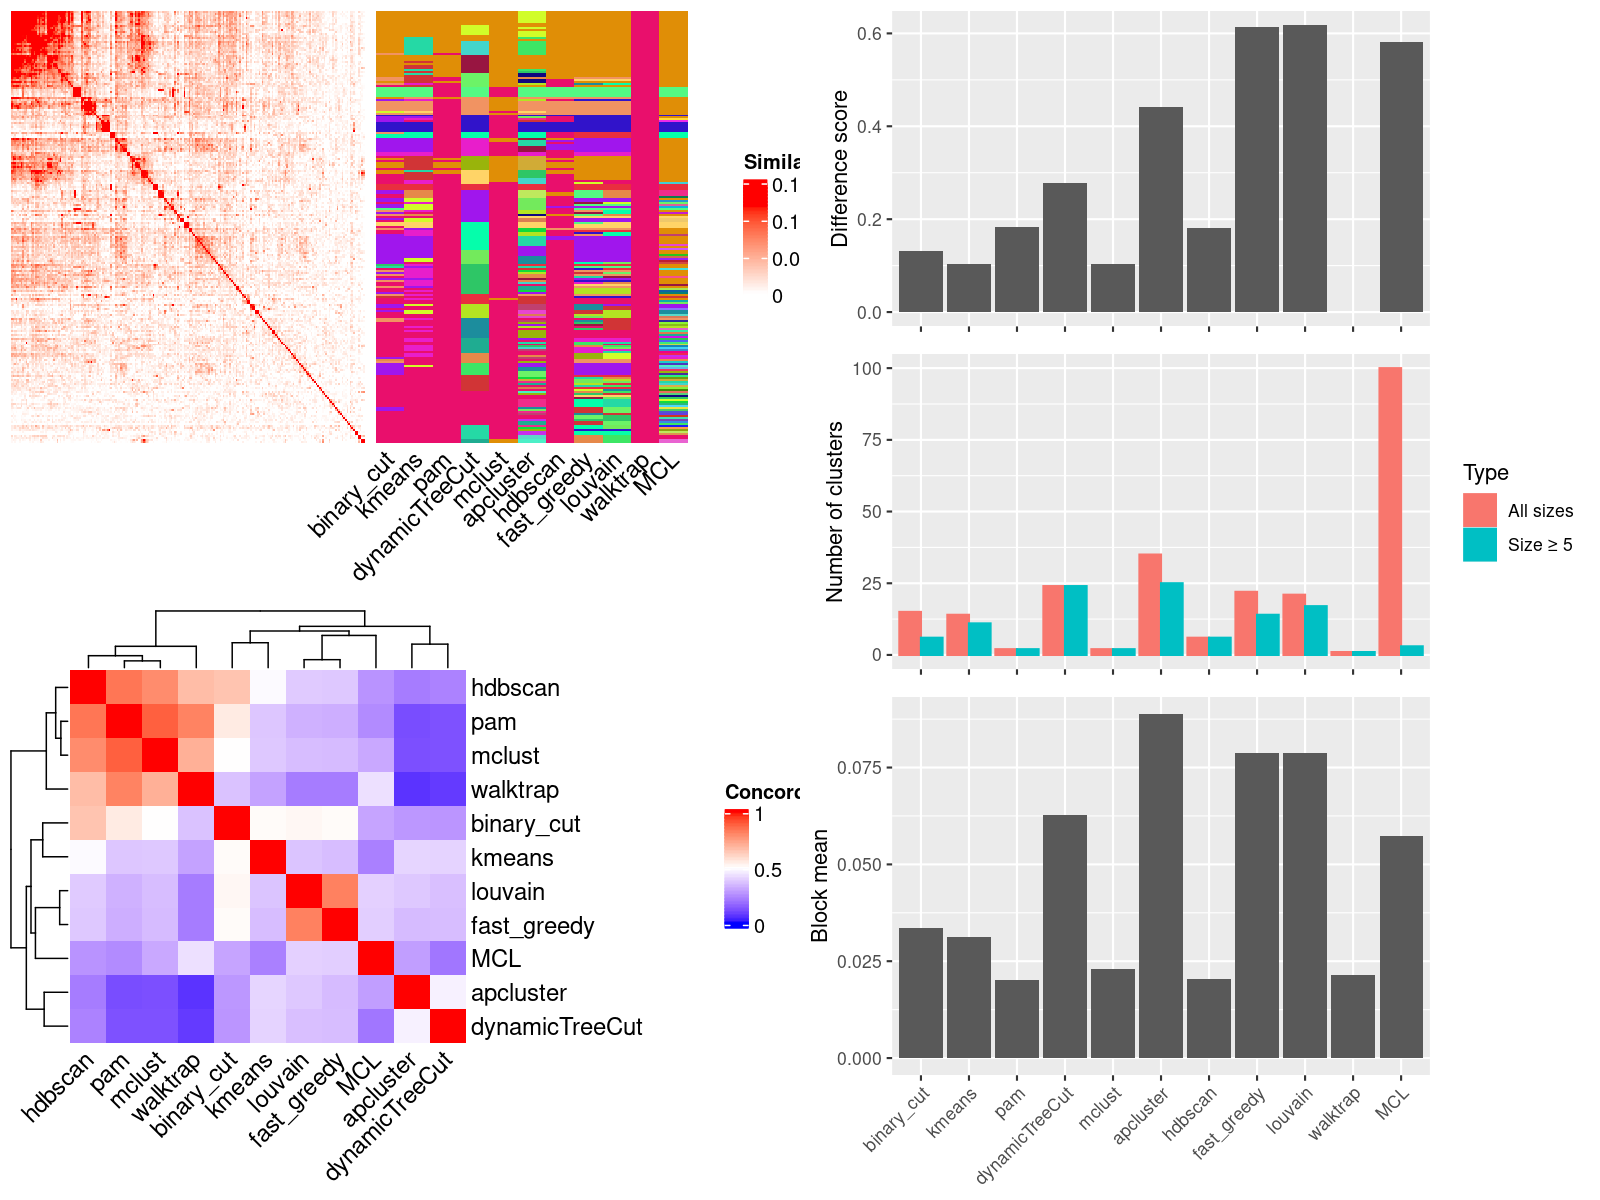 Simila
0.1
0.1
0.0
0
binary_cut
kmeans
pam
dynamicTreeCut
mclust
apcluster
hdbscan
fast_greedy
louvain
walktrap
MCL
hdbscan
pam
mclust
walktrap
binary_cut
kmeans
louvain
fast_greedy
MCL
apcluster
dynamicTreeCut
hdbscan
pam
mclust
walktrap
binary_cut
kmeans
louvain
fast_greedy
MCL
apcluster
dynamicTreeCut
Concord
1
0.5
0
Difference score
0.6
0.4
0.2
0.0
Number of clusters
100
75
50
25
0
Type
All sizes
Size ≥ 5
Block mean
0.075
0.050
0.025
0.000
binary_cut
kmeans
pam
dynamicTreeCut
mclust
apcluster
hdbscan
fast_greedy
louvain
walktrap
MCL